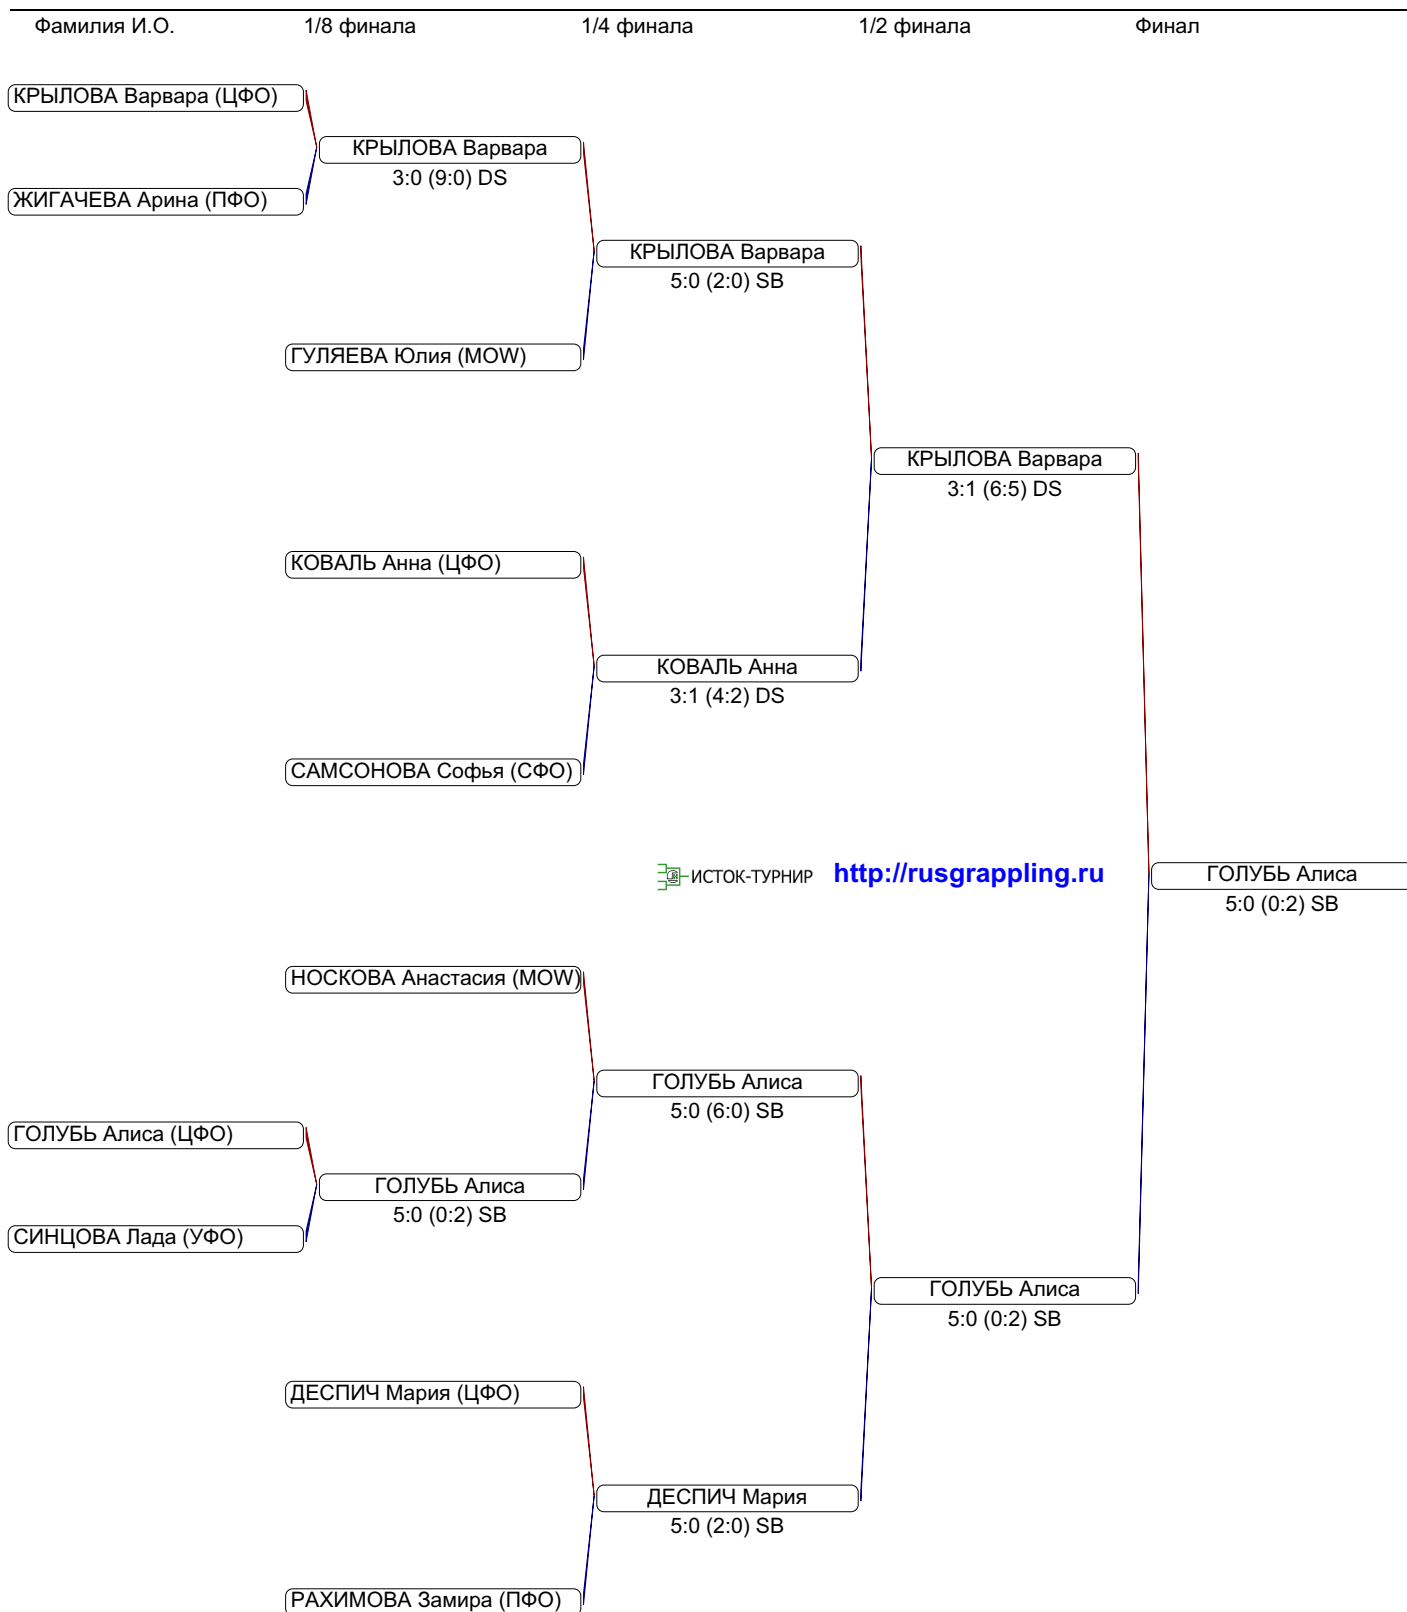 Фамилия И.О. 1/8 финала 1/4 финала 1/2 финала Финал
КРЫЛОВА Варвара (ЦФО)
КРЫЛОВА Варвара
3:0 (9:0) DS
ЖИГАЧЕВА Арина (ПФО)
КРЫЛОВА Варвара
5:0 (2:0) SB
ГУЛЯЕВА Юлия (MOW)
КРЫЛОВА Варвара
3:1 (6:5) DS
КОВАЛЬ Анна (ЦФО)
КОВАЛЬ Анна
3:1 (4:2) DS
САМСОНОВА Софья (СФО)
ИСТОК-ТУРНИР http://rusgrappling.ru ГОЛУБЬ Алиса
5:0 (0:2) SB
НОСКОВА Анастасия (MOW)
ГОЛУБЬ Алиса
5:0 (6:0) SB
ГОЛУБЬ Алиса (ЦФО)
ГОЛУБЬ Алиса
5:0 (0:2) SB
СИНЦОВА Лада (УФО)
ГОЛУБЬ Алиса
5:0 (0:2) SB
ДЕСПИЧ Мария (ЦФО)
ДЕСПИЧ Мария
5:0 (2:0) SB
РАХИМОВА Замира (ПФО)